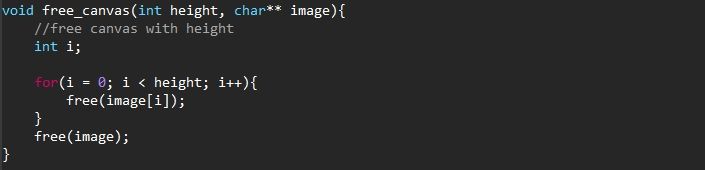 void free_canvas(int height, char** image){
    //free canvas with height
    int i;

    for(i = 0; i < height; i++){
        free(image[i]);
    }
    free(image);
}